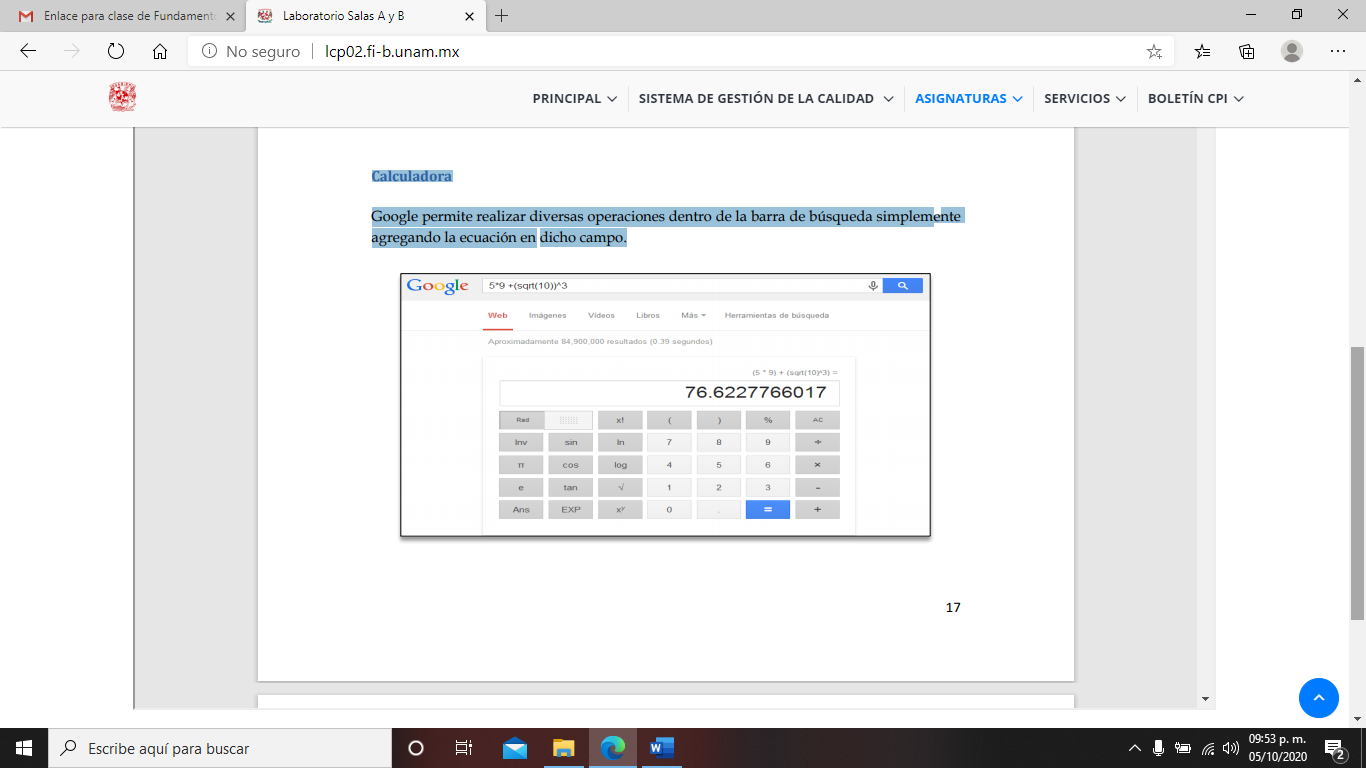 Enlace para clase de Fundamento
Laboratorio Salas A y B
No seguro
lcp02.fi-b.unam.mx
PRINCIPAL
SISTEMA DE GESTIÓN DE LA CALIDAD
ASIGNATURAS
SERVICIOS
BOLETÍN CPI
Calculadora
Google permite realizar diversas operaciones dentro de la barra de búsqueda simplemente
agregando la ecuación en dicho campo.
Google 5*9 +(sqrt(10))^3
Web Imágenes Vídeos Libros Más Herramientas de búsqueda
Aproximadamente 84,900,000 resultados (0.39 segundos)
(5 * 9) + (sqrt(10)^3) =
76.6227766017
Rad x! ( ) % AC
Inv sin ln 7 8 9 ÷
π cos log 4 5 6 ×
e tan √ 1 2 3 -
Ans EXP xʸ 0 . = +
17
Escribe aquí para buscar
09:53 p. m.
05/10/2020
2